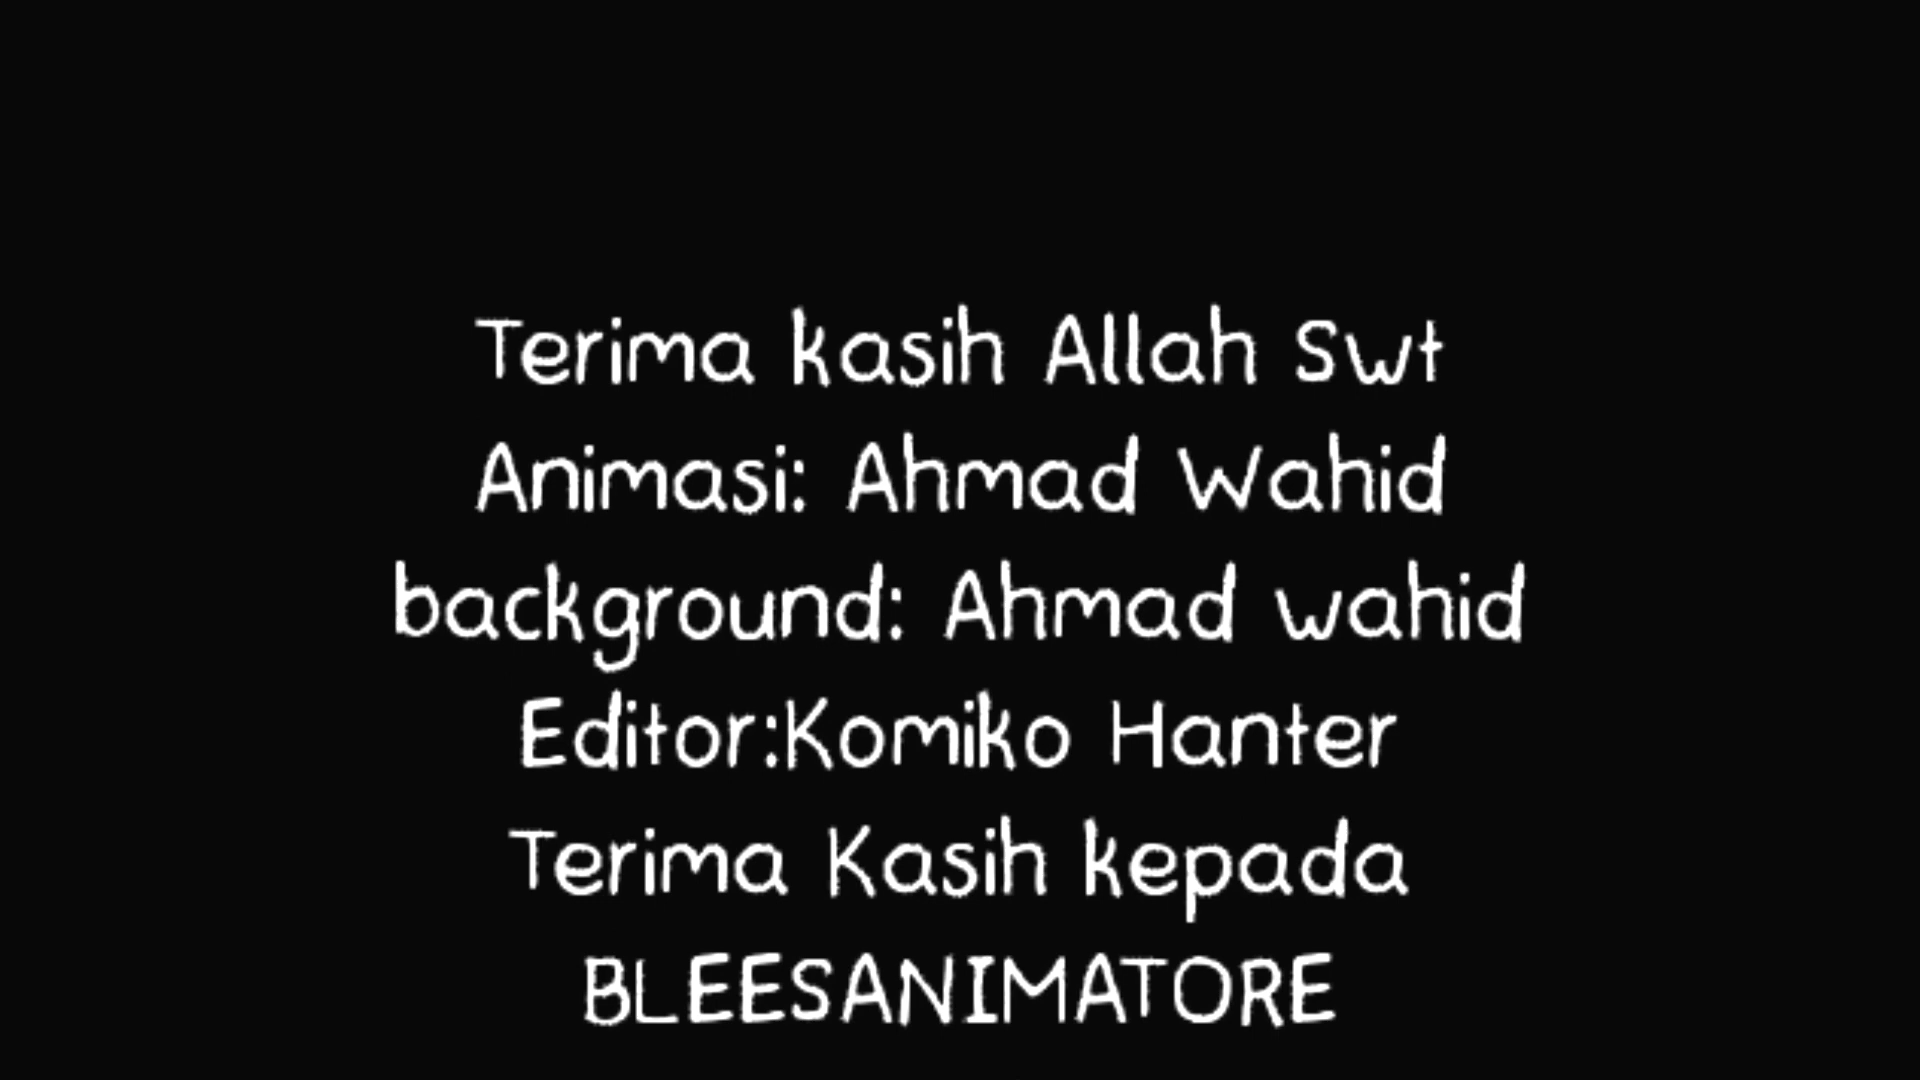 Terima kasih Allah Swt
Animasi: Ahmad Wahid
background: Ahmad wahid
Editor:Komiko Hanter
Terima Kasih kepada
BLEESANIMATORE